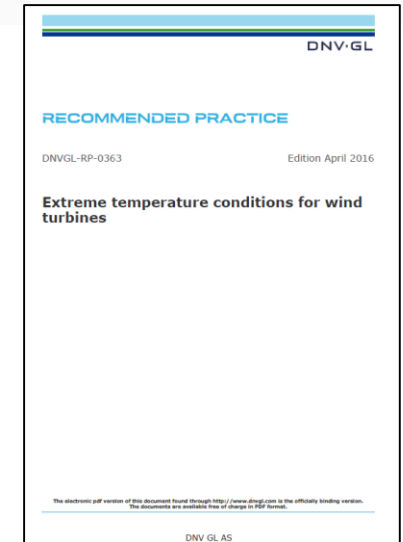 DNV·GL
RECOMMENDED PRACTICE
DNVGL-RP-0363 Edition April 2016
Extreme temperature conditions for wind
turbines
The electronic pdf version of this document found through http://www.dnvgl.com is the officially binding version.
The documents are available free of charge in PDF format.
DNV GL AS